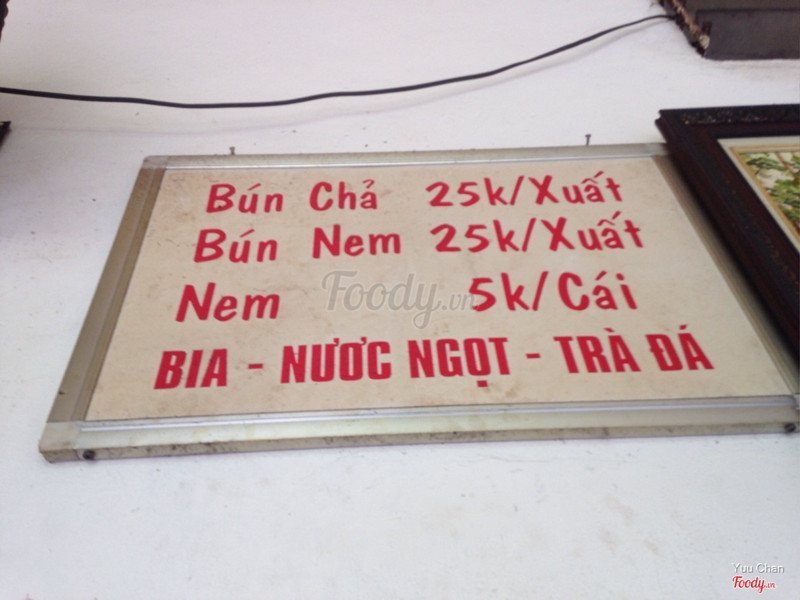 Bún Chả 25k/Xuất
Bún Nem 25k/Xuất
Nem 5k/Cái
Foody.vn
BIA - NƯƠC NGỌT - TRÀ ĐÁ
Yuu Chan
Foody.vn